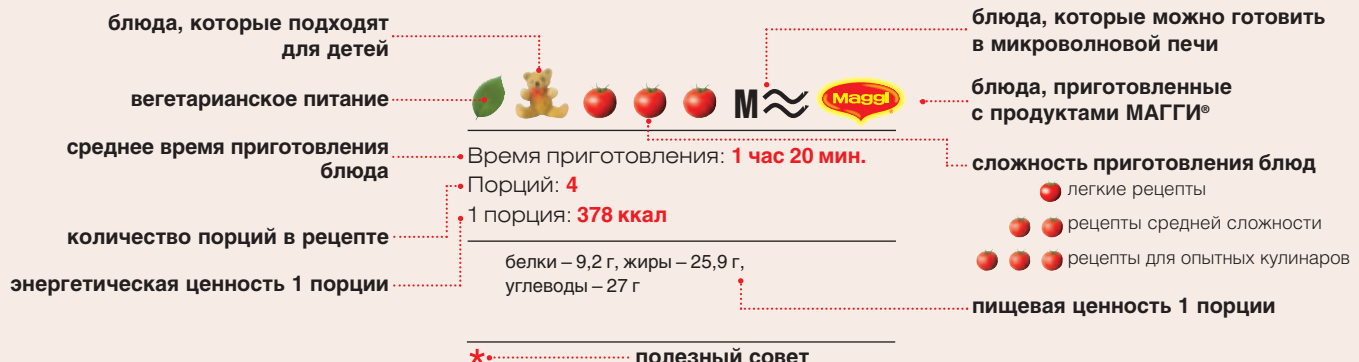 блюда, которые подходят
для детей
вегетарианское питание
среднее время приготовления
блюда
количество порций в рецепте
энергетическая ценность 1 порции
M
Maggi
Время приготовления: 1 час 20 мин.
Порций: 4
1 порция: 378 ккал
белки – 9,2 г, жиры – 25,9 г,
углеводы – 27 г
* полезный совет
блюда, которые можно готовить
в микроволновой печи
блюда, приготовленные
с продуктами МАГГИ®
сложность приготовления блюд
легкие рецепты
рецепты средней сложности
рецепты для опытных кулинаров
пищевая ценность 1 порции